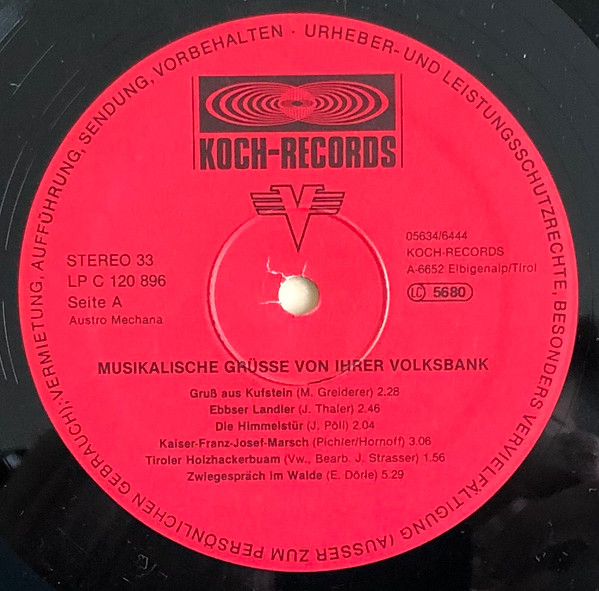 URHEBER- UND LEISTUNGSSCHUTZRECHTE, BESONDERS VERVIELFÄLTIGUNG (AUSSER ZUM PERSÖNLICHEN GEBRAUCH); VERMIETUNG, AUFFÜHRUNG, SENDUNG, VORBEHALTEN ·
KOCH-RECORDS
STEREO 33
LP C 120 896
Seite A
Austro Mechana
05634/6444
KOCH-RECORDS
A-6652 Elbigenalp/Tirol
LC 5680
MUSIKALISCHE GRÜSSE VON IHRER VOLKSBANK
Gruß aus Kufstein (M. Greiderer) 2.28
Ebbser Landler (J. Thaler) 2.46
Die Himmelstür (J. Pöll) 2.04
Kaiser-Franz-Josef-Marsch (Pichler/Hornoff) 3.06
Tiroler Holzhackerbuam (Vw., Bearb. J. Strasser) 1.56
Zwiegespräch im Walde (E. Dörle) 5.29